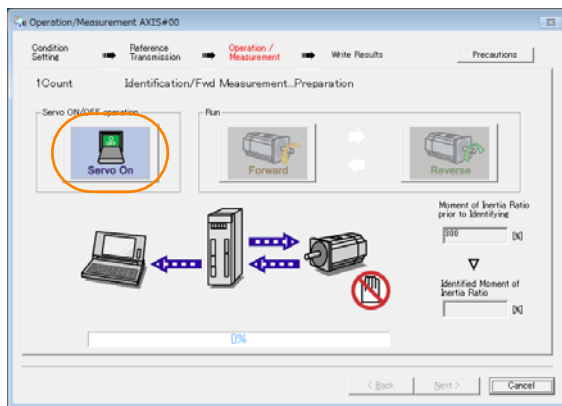 Operation/Measurement AXIS#00
Condition Setting
Reference Transmission
Operation / Measurement
Write Results
Precautions
1Count Identification/Fwd Measurement...Preparation
Servo ON/OFF operation
Run
Servo On
Forward
Reverse
Moment of Inertia Ratio
prior to Identifying
300 [%]
Identified Moment of
Inertia Ratio
[%]
0%
< Back
Next >
Cancel